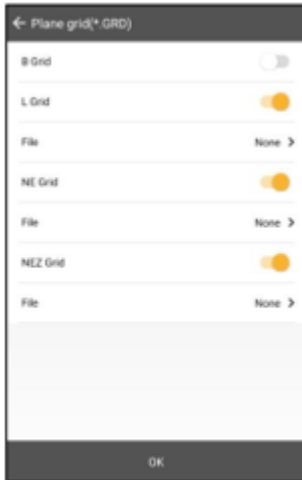 ← Plane grid(*.GRD)
B Grid
L Grid
File None >
NE Grid
File None >
NEZ Grid
File None >
OK